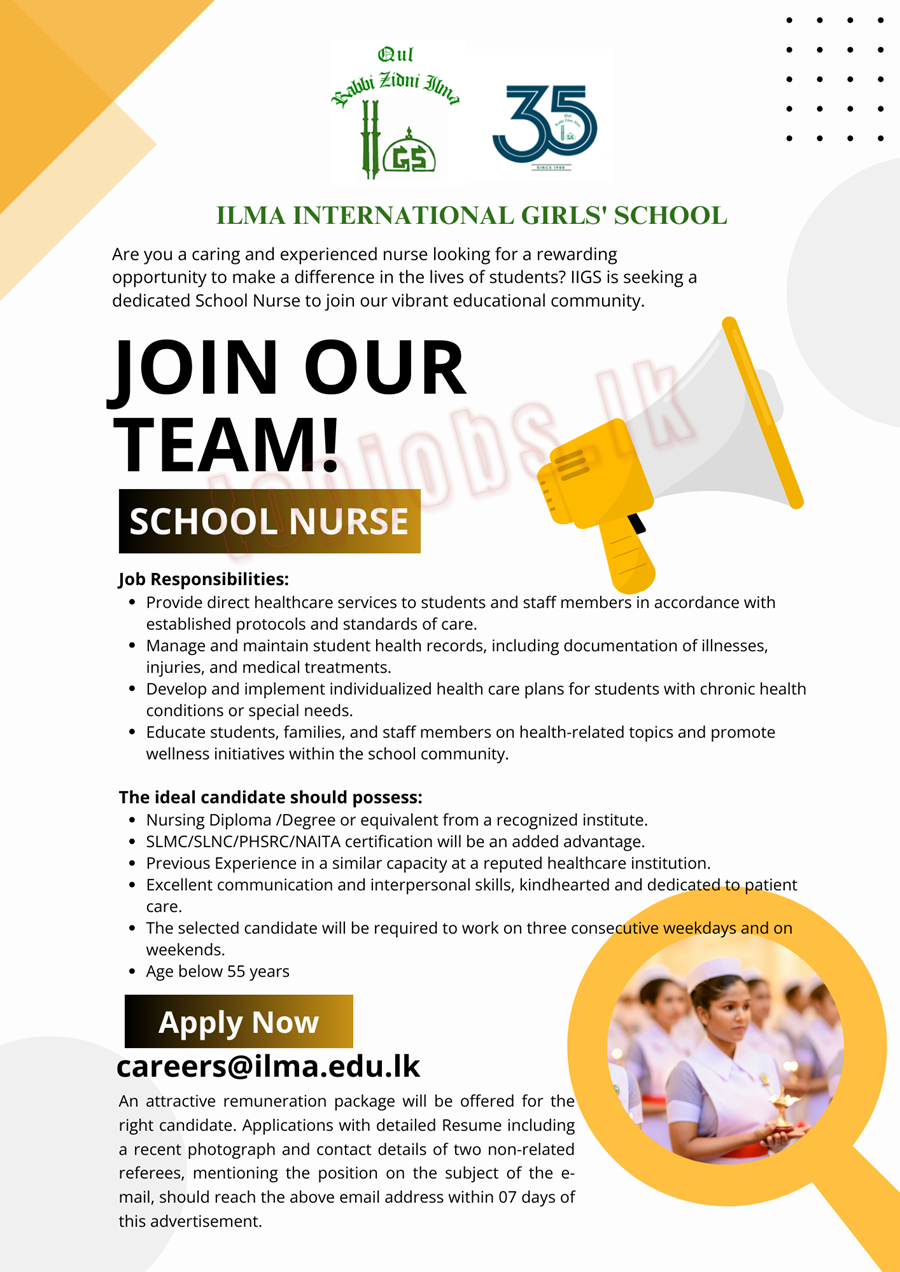 Qul
Rabbi Zidni Ilma
IIGS
35
SINCE 1988
ILMA INTERNATIONAL GIRLS' SCHOOL
Are you a caring and experienced nurse looking for a rewarding
opportunity to make a difference in the lives of students? IIGS is seeking a
dedicated School Nurse to join our vibrant educational community.
JOIN OUR
TEAM!
topjobs.lk
SCHOOL NURSE
Job Responsibilities:
• Provide direct healthcare services to students and staff members in accordance with
established protocols and standards of care.
• Manage and maintain student health records, including documentation of illnesses,
injuries, and medical treatments.
• Develop and implement individualized health care plans for students with chronic health
conditions or special needs.
• Educate students, families, and staff members on health-related topics and promote
wellness initiatives within the school community.
The ideal candidate should possess:
• Nursing Diploma /Degree or equivalent from a recognized institute.
• SLMC/SLNC/PHSRC/NAITA certification will be an added advantage.
• Previous Experience in a similar capacity at a reputed healthcare institution.
• Excellent communication and interpersonal skills, kindhearted and dedicated to patient
care.
• The selected candidate will be required to work on three consecutive weekdays and on
weekends.
• Age below 55 years
Apply Now
careers@ilma.edu.lk
An attractive remuneration package will be offered for the
right candidate. Applications with detailed Resume including
a recent photograph and contact details of two non-related
referees, mentioning the position on the subject of the e-
mail, should reach the above email address within 07 days of
this advertisement.